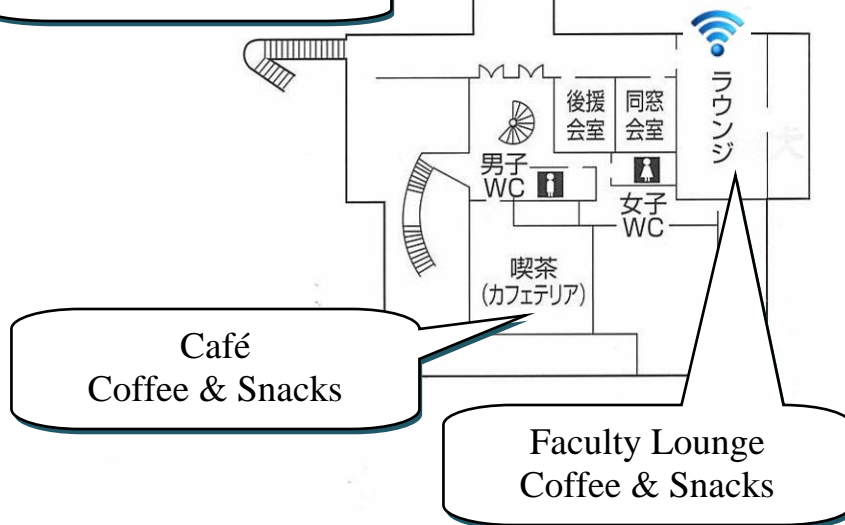 ラウンジ
後援
会室
同窓
会室
男子
WC
女子
WC
喫茶
(カフェテリア)
Café
Coffee & Snacks
Faculty Lounge
Coffee & Snacks